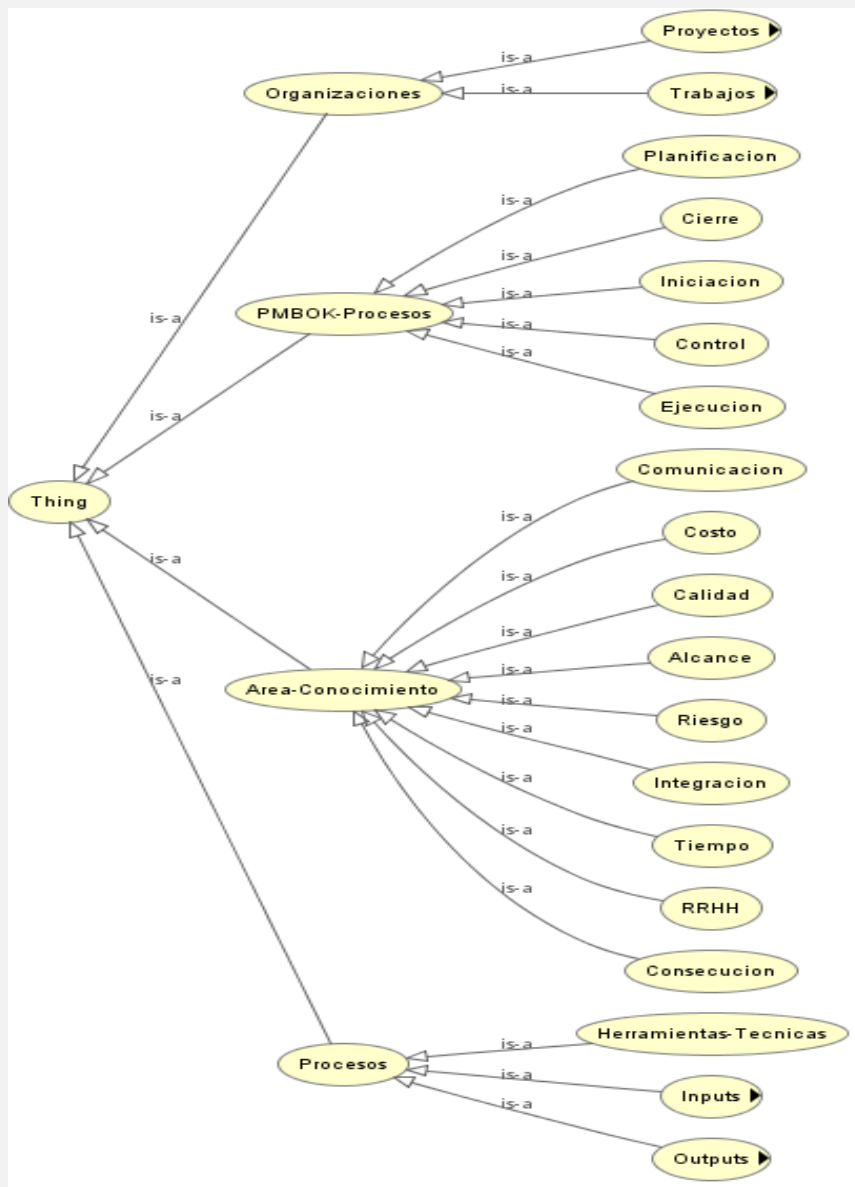 Proyectos
is-a
Organizaciones
is-a
Trabajos
Planificacion
is-a
Cierre
is-a
Iniciacion
is-a
PMBOK-Procesos
is-a
is-a
Control
is-a
Ejecucion
is-a
Comunicacion
Thing
is-a
Costo
is-a
is-a
Calidad
is-a
Alcance
is-a
is-a
Area-Conocimiento
is-a
Riesgo
is-a
Integracion
is-a
Tiempo
is-a
RRHH
is-a
Consecucion
Herramientas-Tecnicas
is-a
Procesos
is-a
Inputs
is-a
Outputs